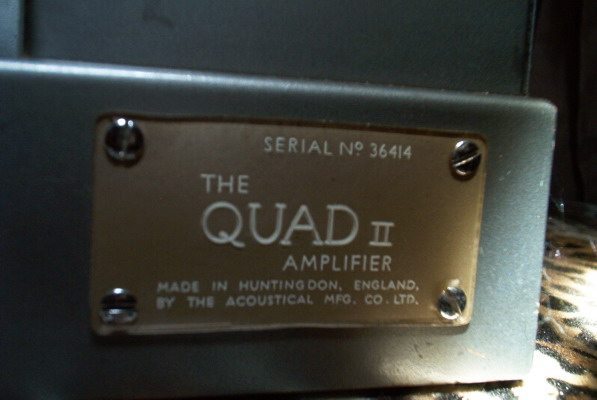 SERIAL Nº 36414
THE
QUAD II
AMPLIFIER
MADE IN HUNTINGDON, ENGLAND,
BY THE ACOUSTICAL MFG. CO. LTD.